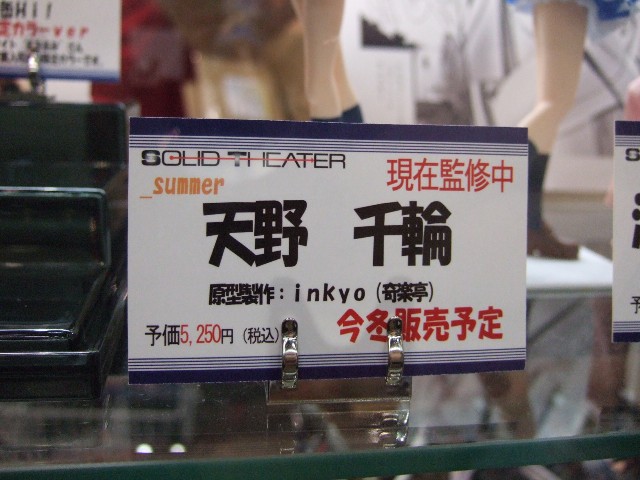 SOLID THEATER
現在監修中
_summer
天野 千輪
原型製作：inkyo（奇楽亭）
予価5,250円（税込）
今冬販売予定